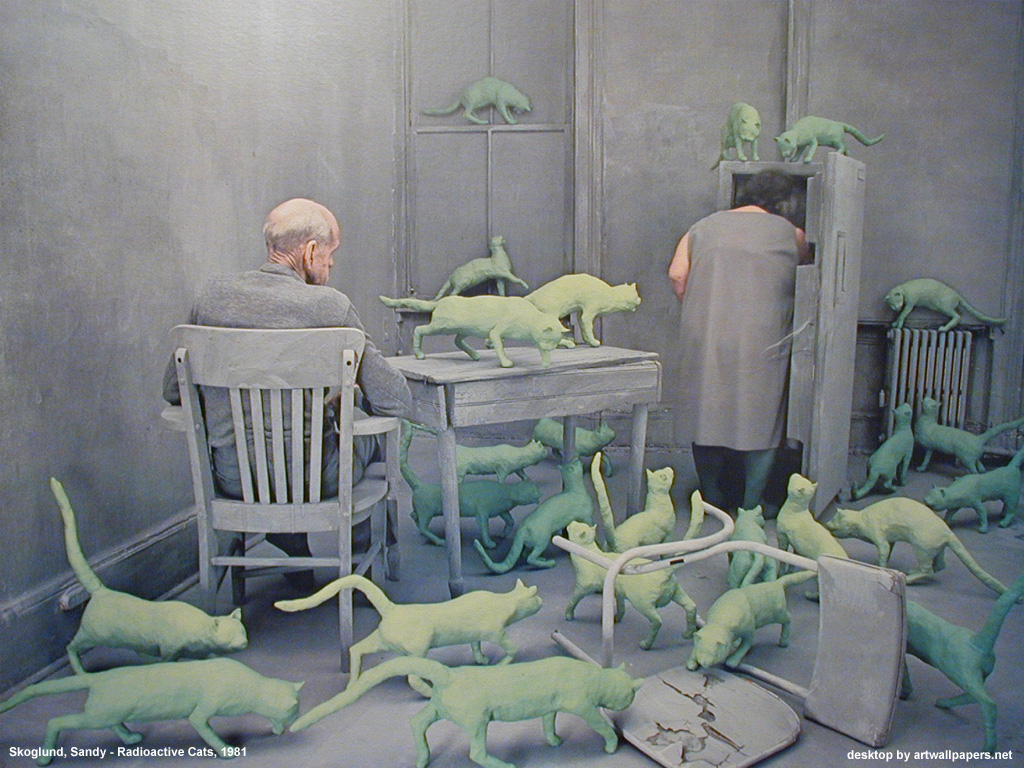 Skoglund, Sandy - Radioactive Cats, 1981
desktop by artwallpapers.net